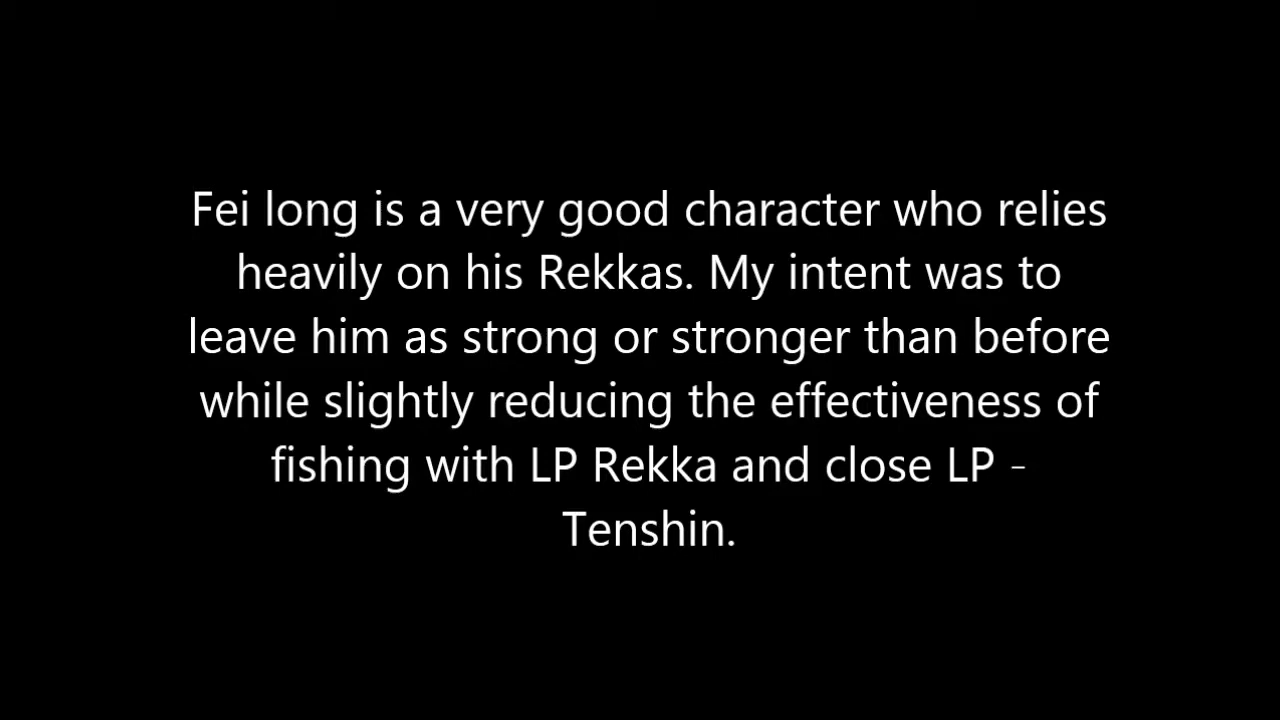 Fei long is a very good character who relies
heavily on his Rekkas. My intent was to
leave him as strong or stronger than before
while slightly reducing the effectiveness of
fishing with LP Rekka and close LP -
Tenshin.